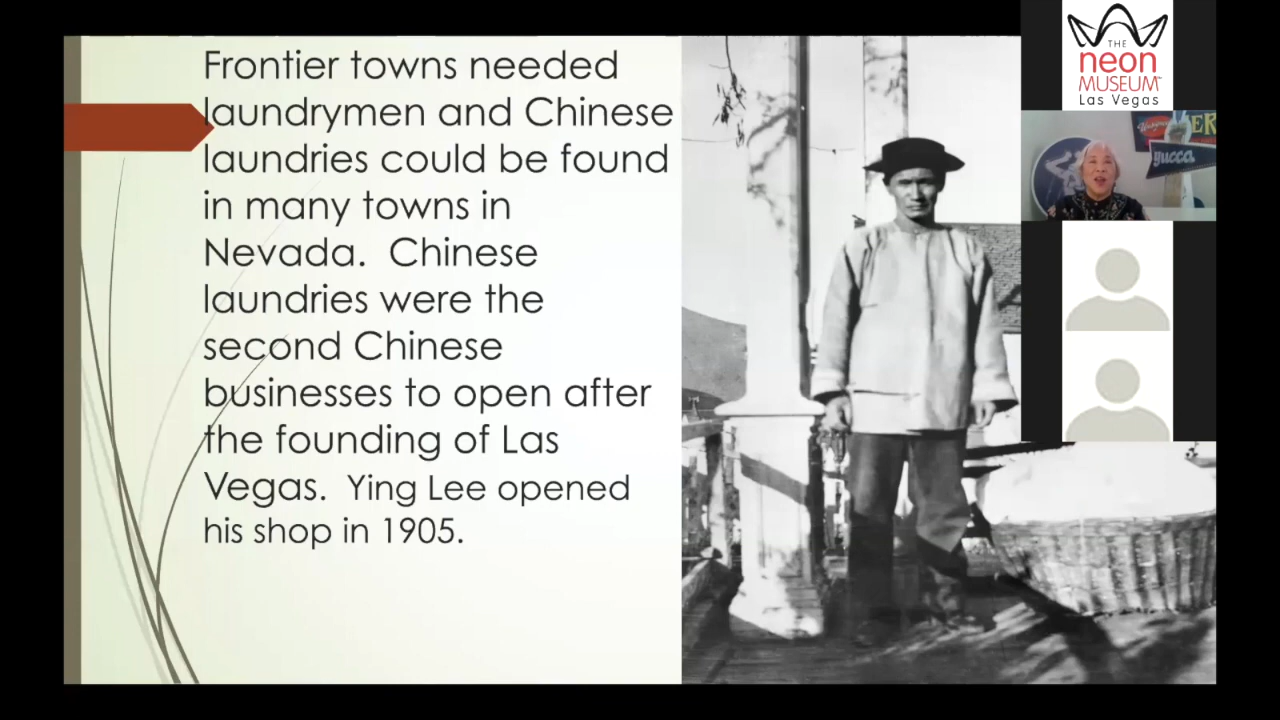 Frontier towns needed
laundrymen and Chinese
laundries could be found
in many towns in
Nevada.  Chinese
laundries were the
second Chinese
businesses to open after
the founding of Las
Vegas.  Ying Lee opened
his shop in 1905.
THE
neon
MUSEUM
Las Vegas
yucca